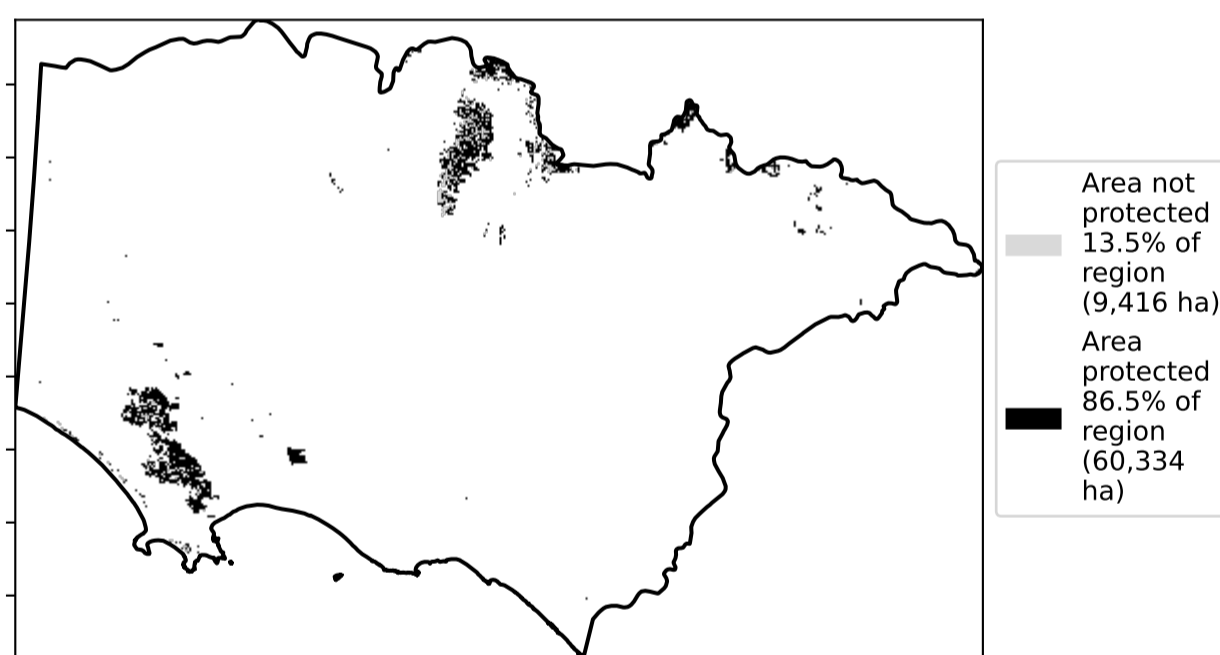 Area not
protected
13.5% of
region
(9,416 ha)
Area
protected
86.5% of
region
(60,334
ha)